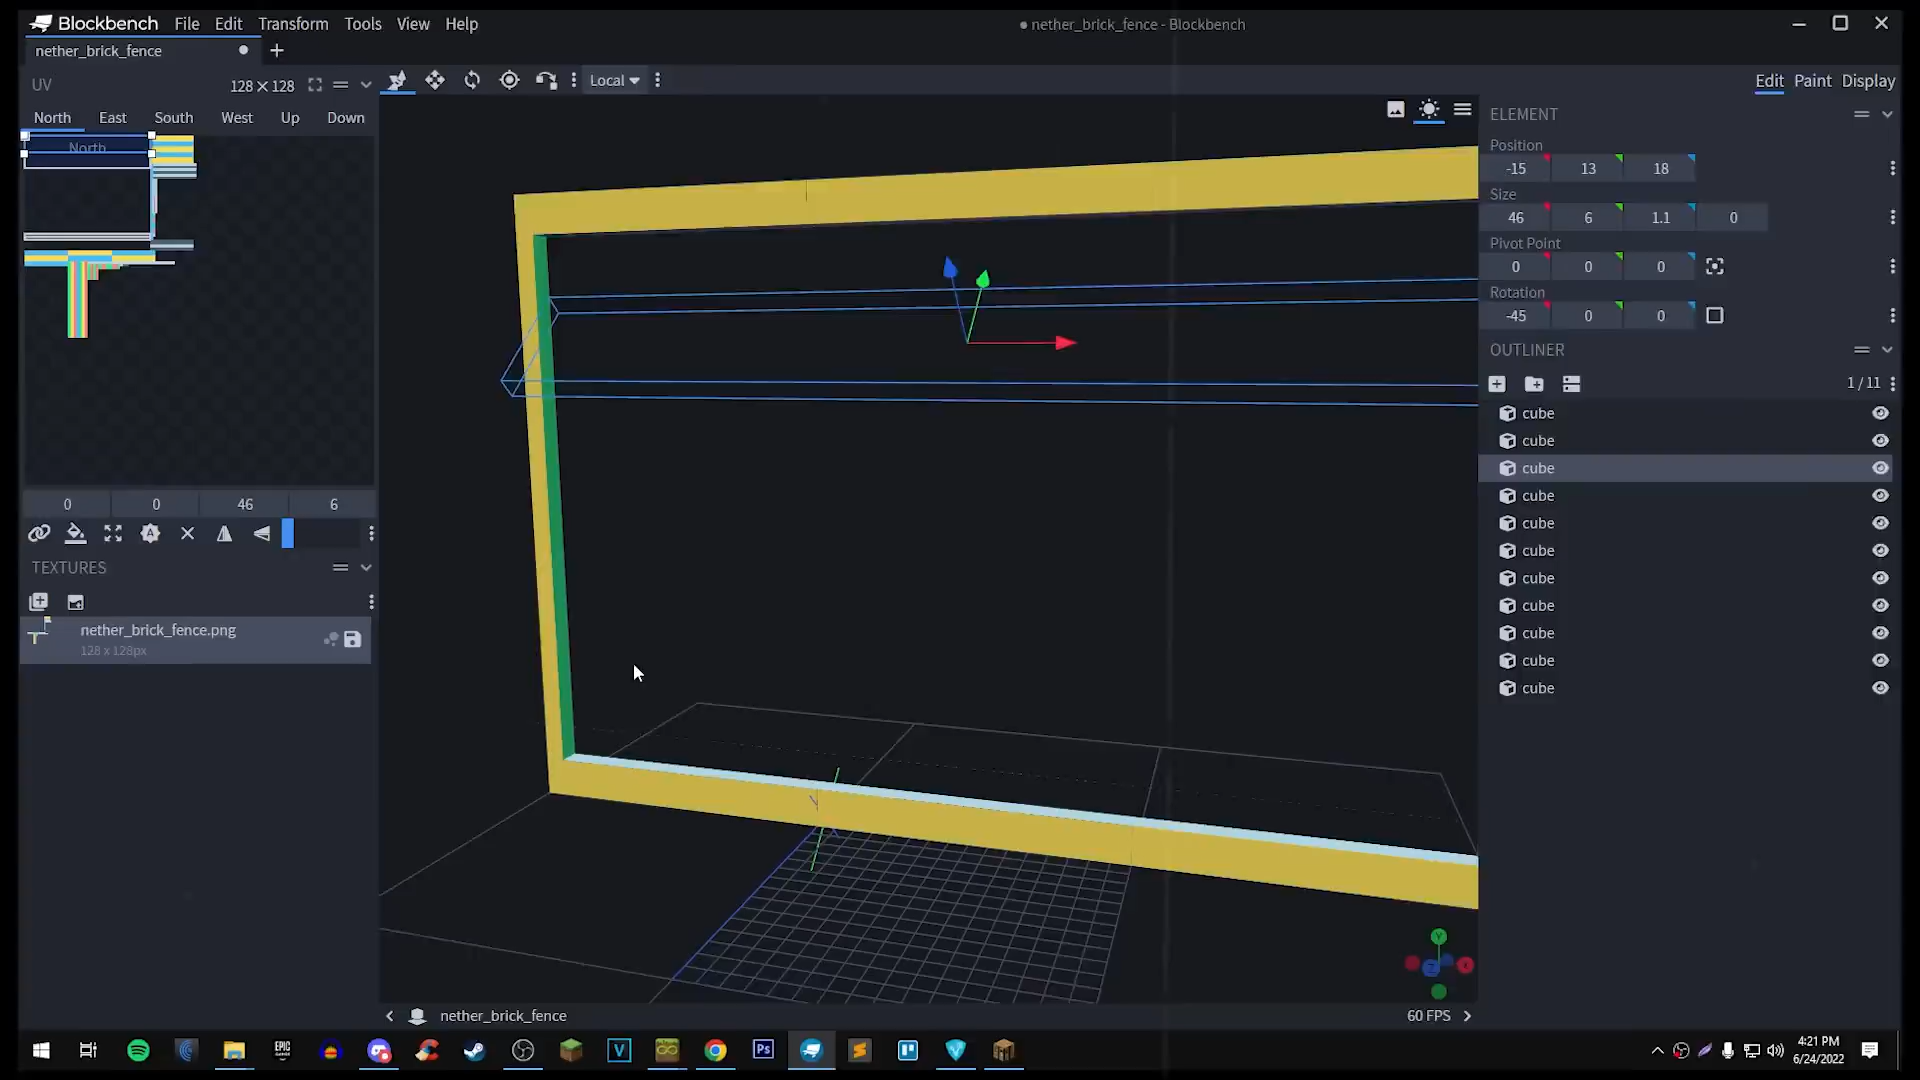 Blockbench File Edit Transform Tools View Help
nether_brick_fence - Blockbench
nether_brick_fence
UV 128 × 128
North East South West Up Down
North
0 0 46 6
TEXTURES
nether_brick_fence.png
128 x 128px
Local
Edit Paint Display
ELEMENT
Position
-15 13 18
Size
46 6 1.1 0
Pivot Point
0 0 0
Rotation
-45 0 0
OUTLINER
1 / 11
cube
cube
cube
cube
cube
cube
cube
cube
cube
cube
cube
Y
X
Z
nether_brick_fence
60 FPS
EPIC
V
Ps
4:21 PM
6/24/2022